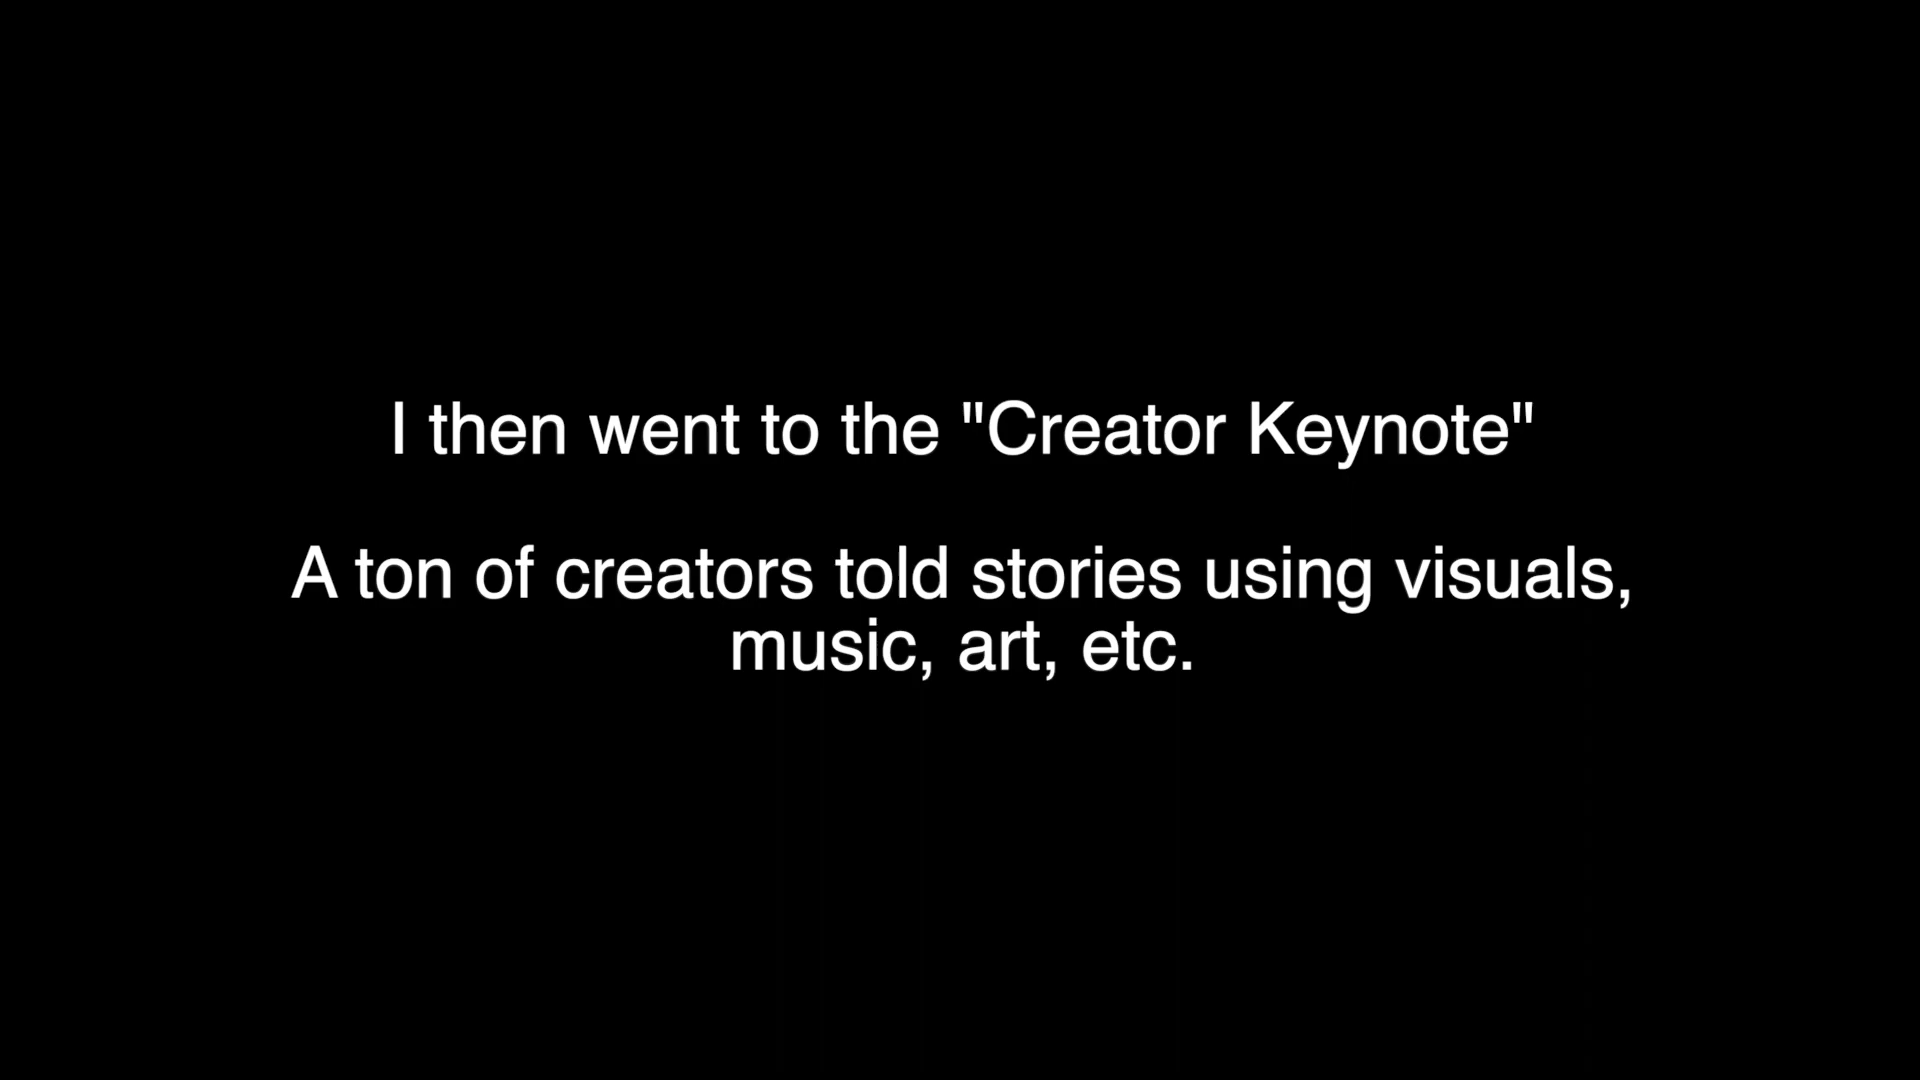 I then went to the "Creator Keynote"
A ton of creators told stories using visuals,
music, art, etc.